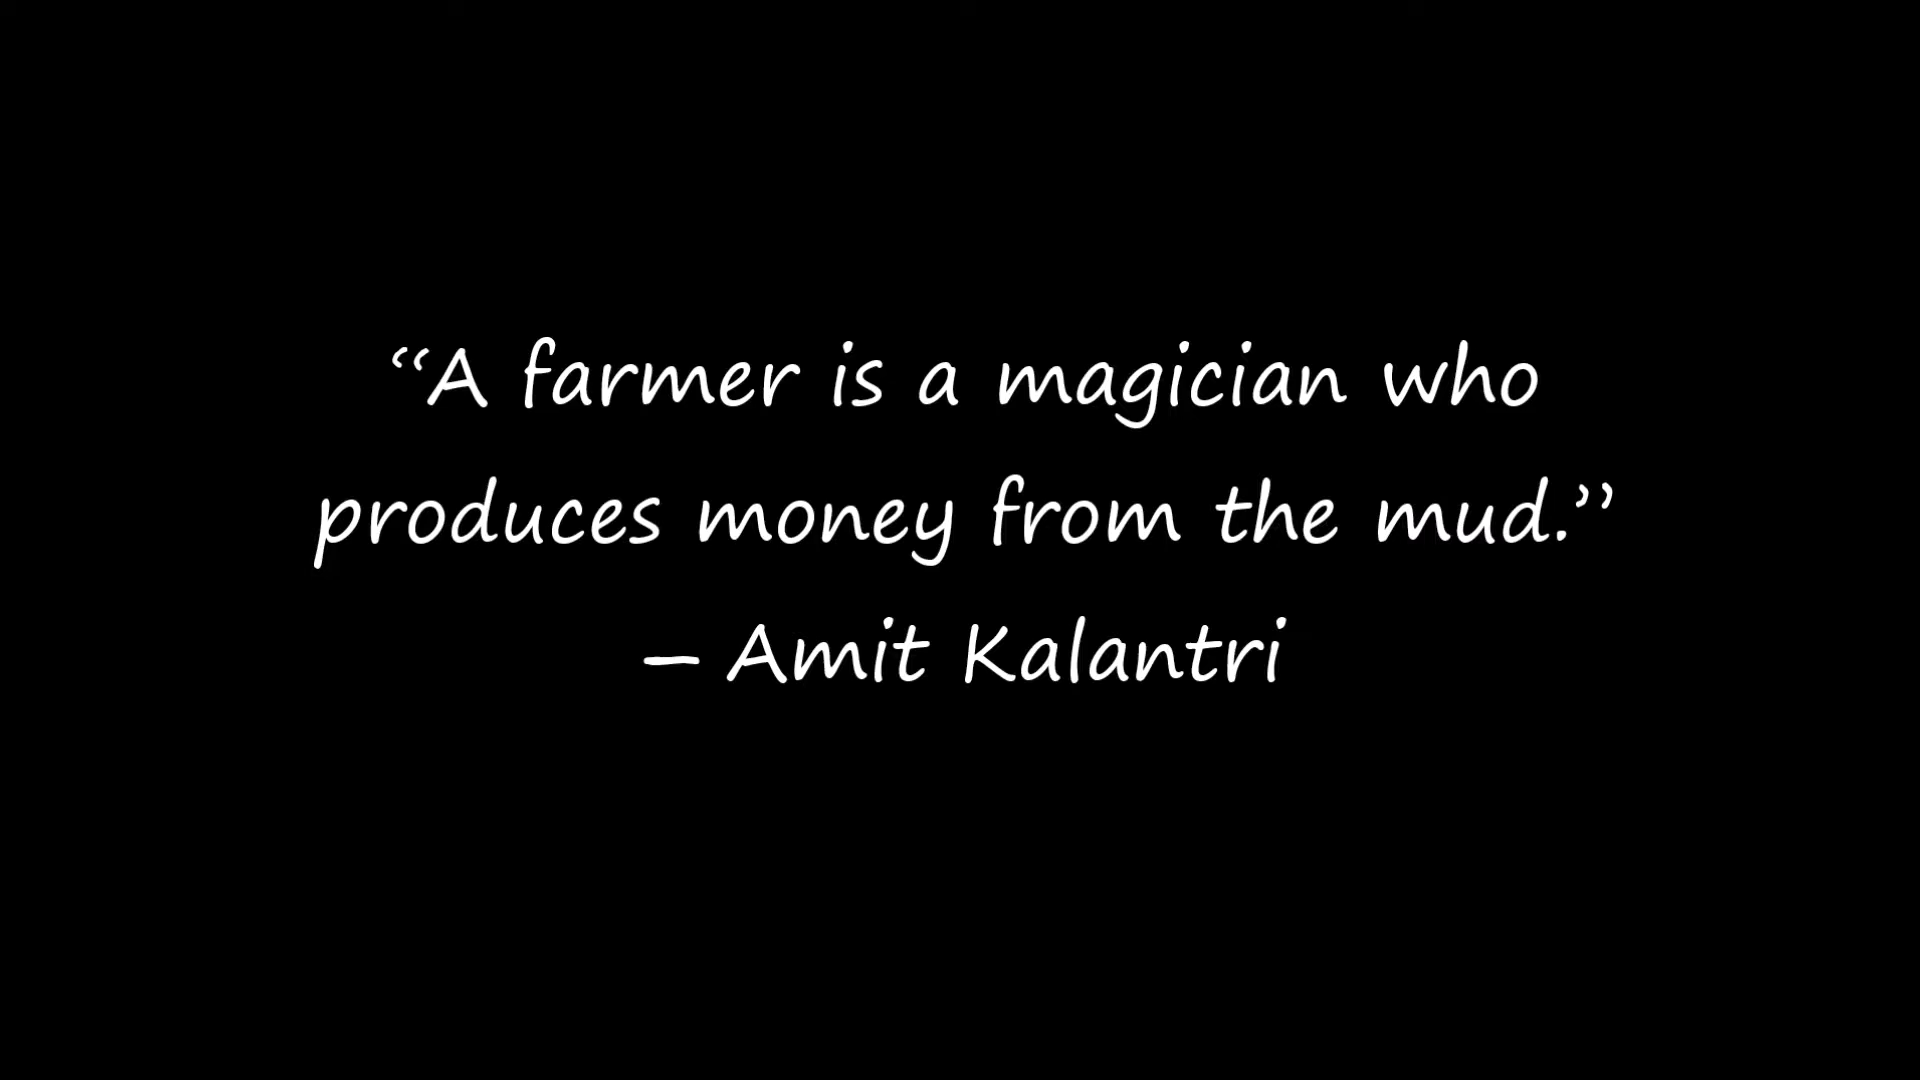 “A farmer is a magician who
produces money from the mud.”
– Amit Kalantri